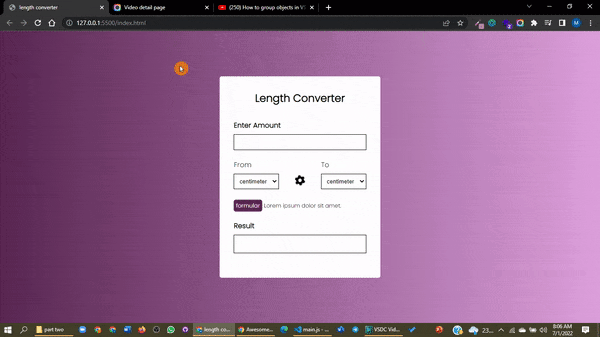 length converter
Video detail page
(250) How to group objects in VS
127.0.0.1:5500/index.html
M
Length Converter
Enter Amount
From
To
centimeter
centimeter
formular Lorem ipsum dolor sit amet.
Result
part two
length co...
Awesome...
main.js - ...
VSDC Vid...
23...
8:06 AM
7/1/2022